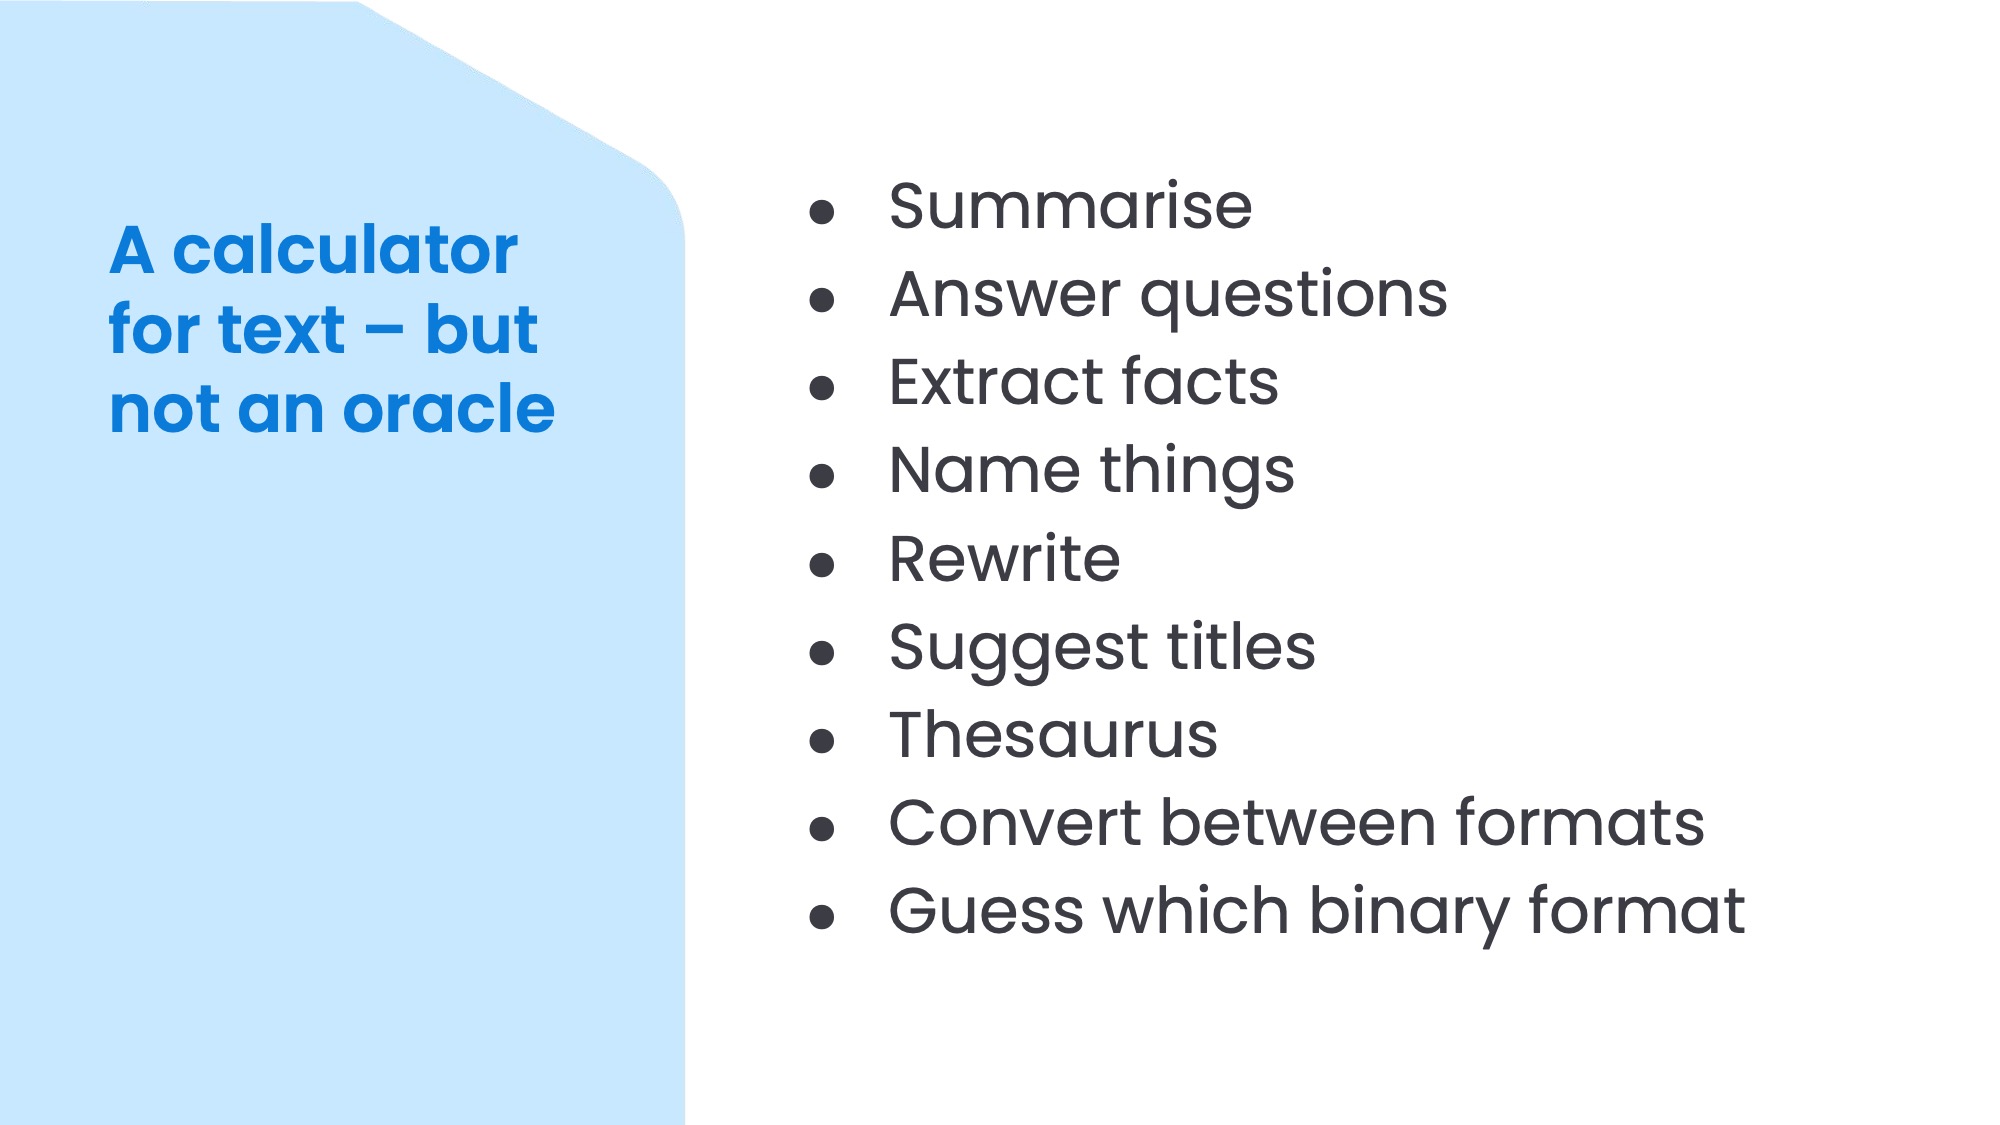 A calculator
for text – but
not an oracle
● Summarise
● Answer questions
● Extract facts
● Name things
● Rewrite
● Suggest titles
● Thesaurus
● Convert between formats
● Guess which binary format